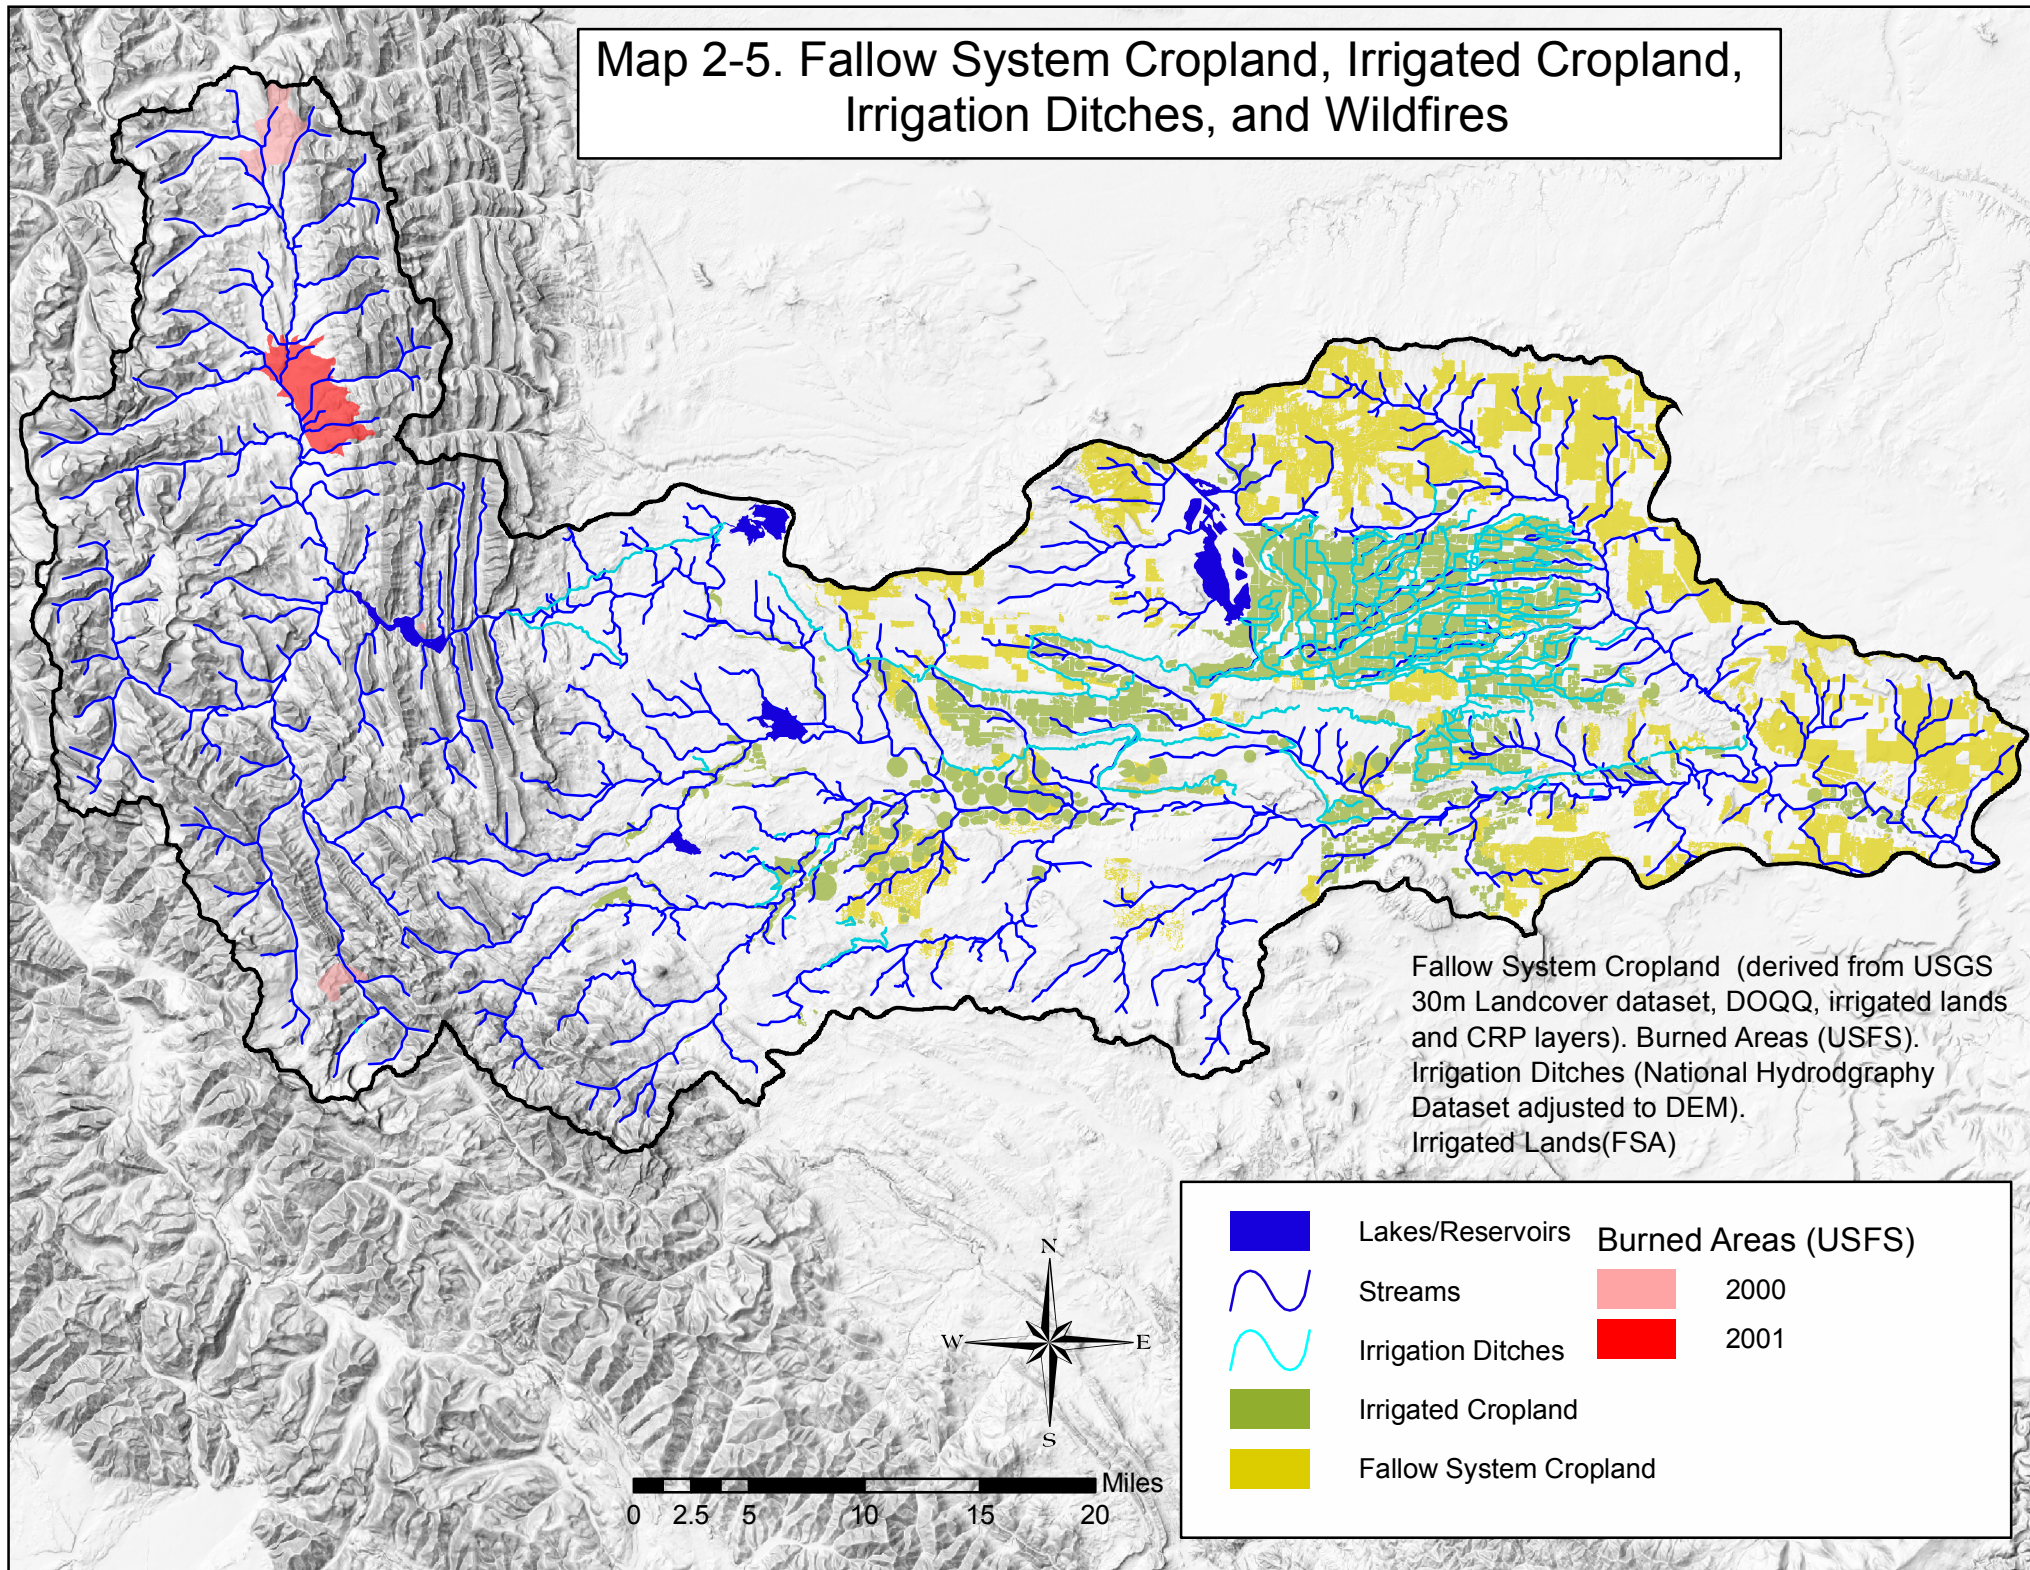 Map 2-5. Fallow System Cropland, Irrigated Cropland,
Irrigation Ditches, and Wildfires
Fallow System Cropland (derived from USGS
30m Landcover dataset, DOQQ, irrigated lands
and CRP layers). Burned Areas (USFS).
Irrigation Ditches (National Hydrodgraphy
Dataset adjusted to DEM).
Irrigated Lands(FSA)
Lakes/Reservoirs
Streams
Irrigation Ditches
Irrigated Cropland
Fallow System Cropland
Burned Areas (USFS)
2000
2001
N
W
E
S
Miles
0 2.5 5 10 15 20